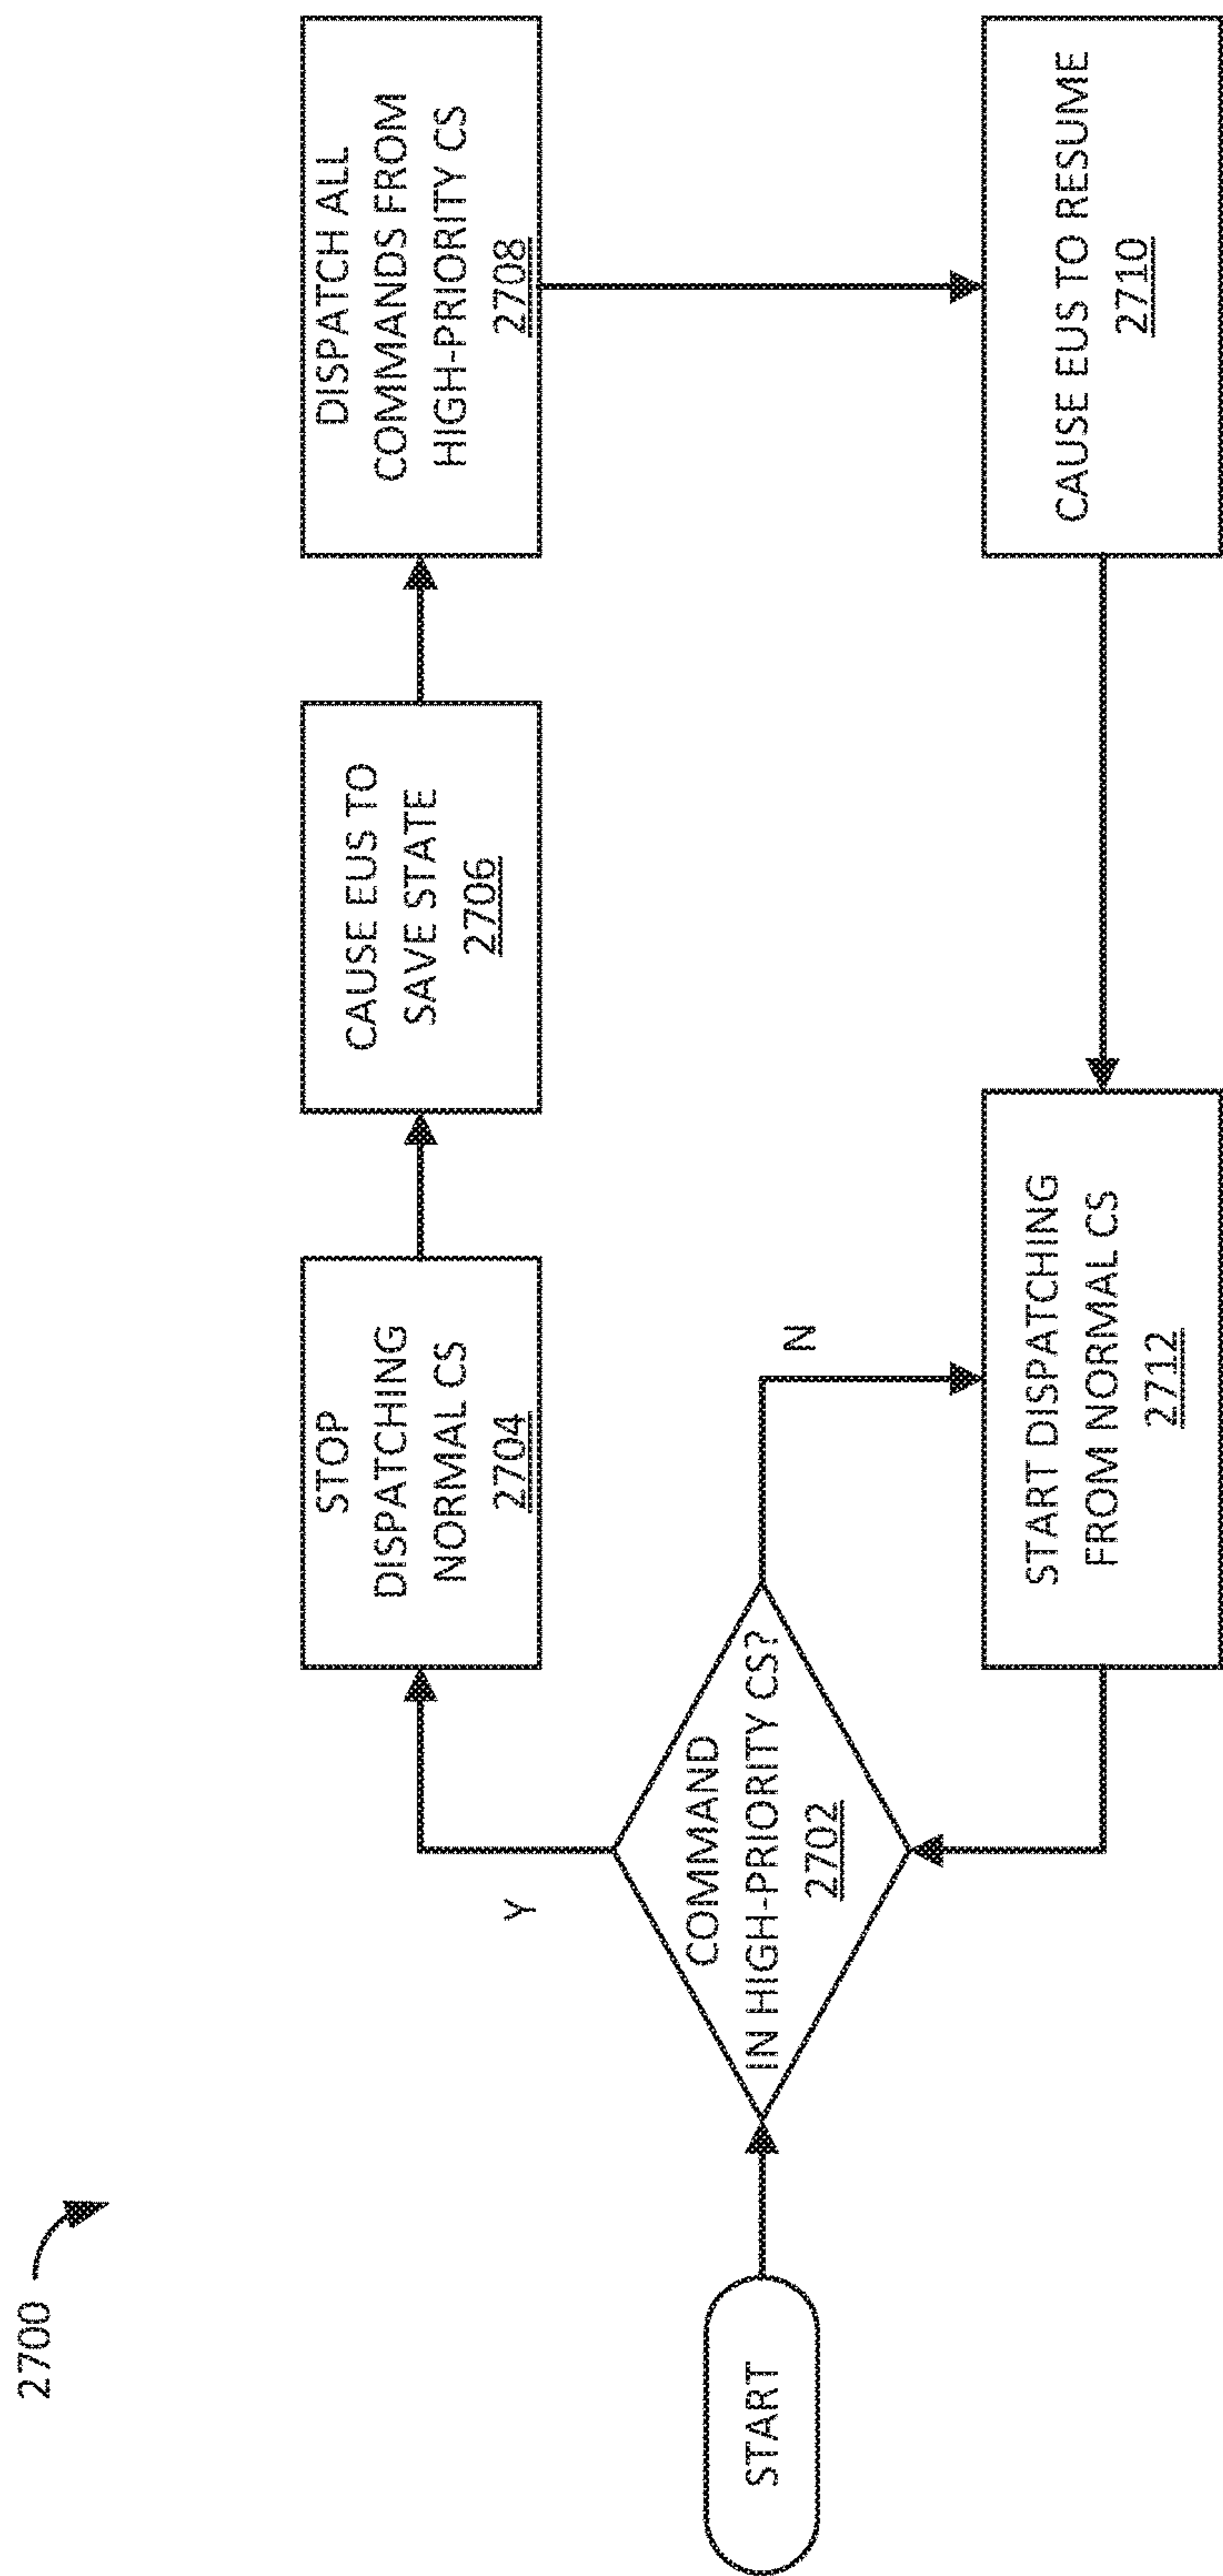 2700
START
COMMAND
IN HIGH-PRIORITY CS?
2702
Y
N
STOP
DISPATCHING
NORMAL CS
2704
CAUSE EUS TO
SAVE STATE
2706
DISPATCH ALL
COMMANDS FROM
HIGH-PRIORITY CS
2708
CAUSE EUS TO RESUME
2710
START DISPATCHING
FROM NORMAL CS
2712